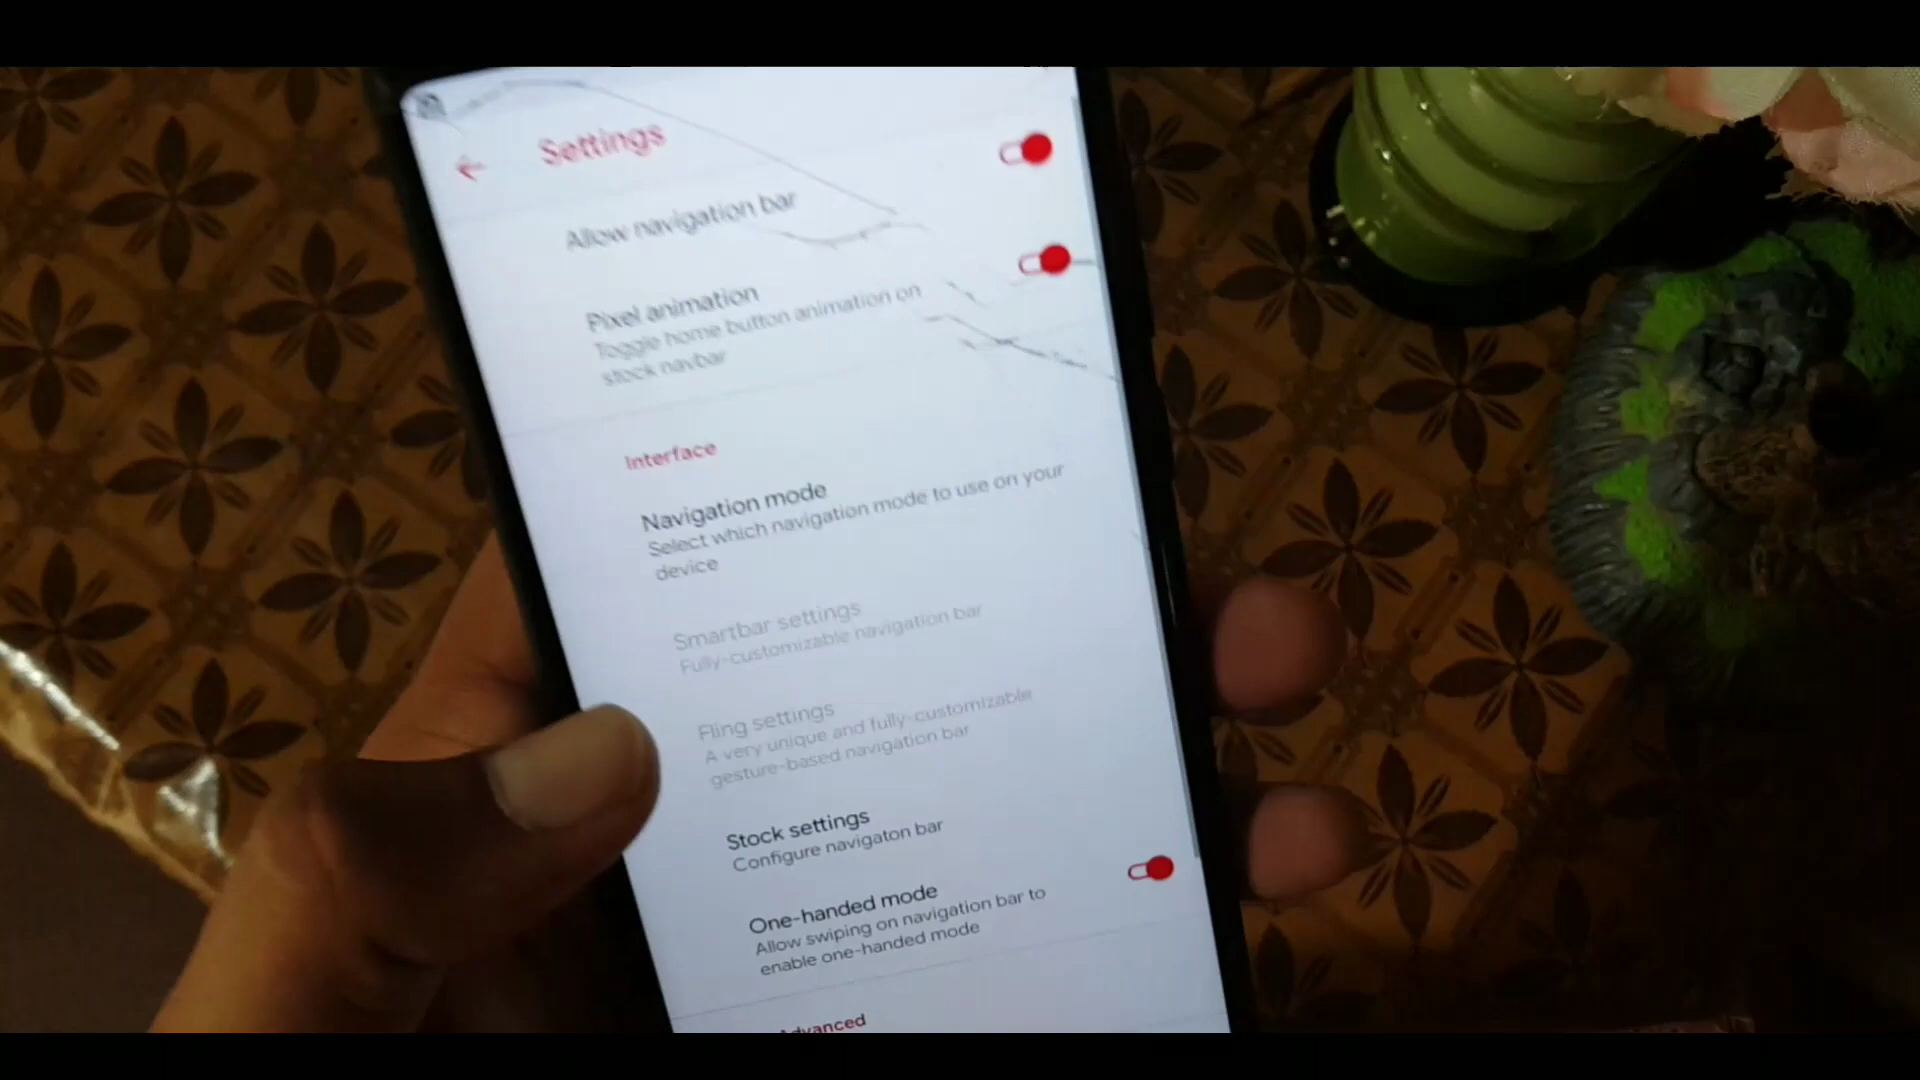 Settings
Allow navigation bar
Pixel animation
Toggle home button animation on
stock navbar
Interface
Navigation mode
Select which navigation mode to use on your
device
Smartbar settings
Fully-customizable navigation bar
Fling settings
A very unique and fully-customizable
gesture-based navigation bar
Stock settings
Configure navigaton bar
One-handed mode
Allow swiping on navigation bar to
enable one-handed mode
Advanced